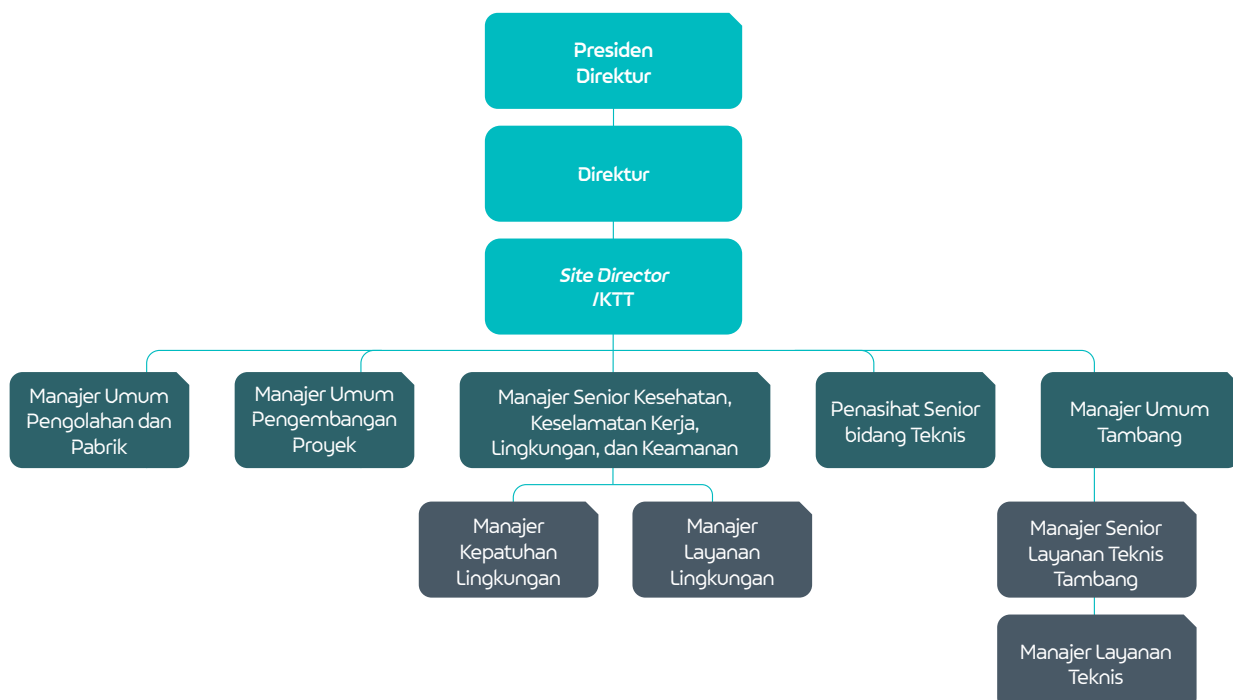 Presiden
Direktur
Direktur
Site Director
/KTT
Manajer Umum
Pengolahan dan
Pabrik
Manajer Umum
Pengembangan
Proyek
Manajer Senior Kesehatan,
Keselamatan Kerja,
Lingkungan, dan Keamanan
Penasihat Senior
bidang Teknis
Manajer Umum
Tambang
Manajer
Kepatuhan
Lingkungan
Manajer
Layanan
Lingkungan
Manajer Senior
Layanan Teknis
Tambang
Manajer Layanan
Teknis